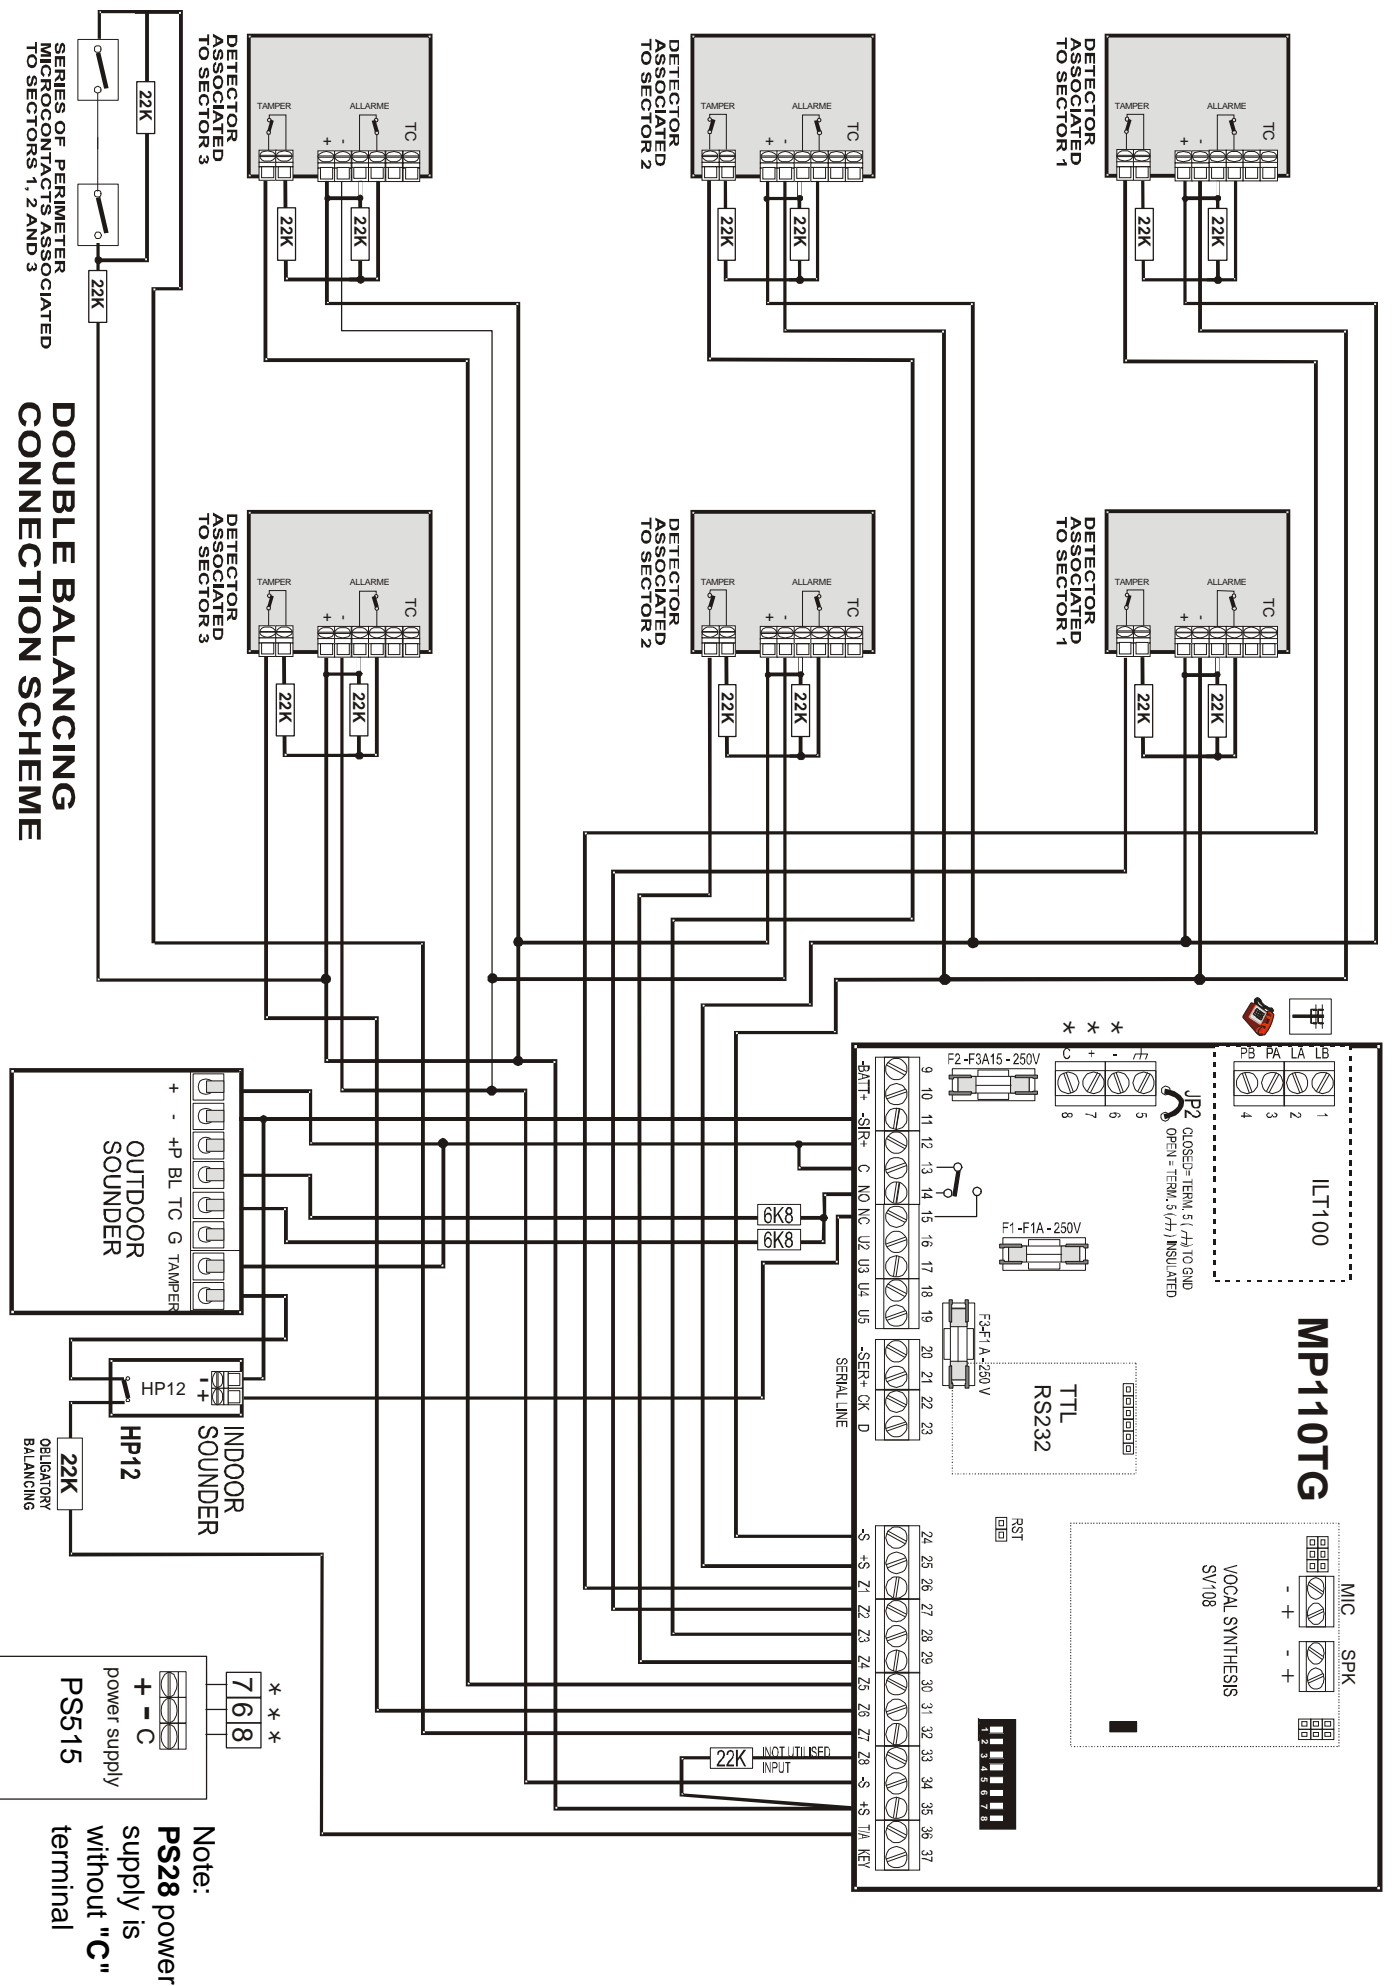 DETECTOR
ASSOCIATED
TO SECTOR 1
TAMPER
ALLARME
TC
+
-
22K
22K
DETECTOR
ASSOCIATED
TO SECTOR 2
TAMPER
ALLARME
TC
+
-
22K
22K
DETECTOR
ASSOCIATED
TO SECTOR 3
TAMPER
ALLARME
TC
+
-
22K
22K
22K
22K
SERIES OF PERIMETER
MICROCONTACTS ASSOCIATED
TO SECTORS 1, 2 AND 3
DETECTOR
ASSOCIATED
TO SECTOR 1
TAMPER
ALLARME
TC
+
-
22K
22K
DETECTOR
ASSOCIATED
TO SECTOR 2
TAMPER
ALLARME
TC
+
-
22K
22K
DETECTOR
ASSOCIATED
TO SECTOR 3
TAMPER
ALLARME
TC
+
-
22K
22K
DOUBLE BALANCING
CONNECTION SCHEME
MP110TG
ILT100
LB
LA
PA
PB
1
2
3
4
JP2
CLOSED= TERM. 5 ( ) TO GND
OPEN = TERM. 5 ( ) INSULATED
* * *
- + C
5 6 7 8
F2 -F3A15 - 250V
F1 -F1A - 250V
F3-F1 A - 250 V
9 10 11 12 13 14 15 16 17 18 19
-BATT+ -SIR+ C NO NC U2 U3 U4 U5
20 21 22 23
-SER+ CK D
SERIAL LINE
TTL
RS232
RST
VOCAL SYNTHESIS
SV108
MIC
- +
SPK
- +
1 2 3 4 5 6 7 8
24 25 26 27 28 29 30 31 32 33 34 35 36 37
-S +S Z1 Z2 Z3 Z4 Z5 Z6 Z7 Z8 -S +S T/A KEY
22K
NOT UTILISED
INPUT
6K8
6K8
OUTDOOR
SOUNDER
+ - +P BL TC G TAMPER
HP12
- +
INDOOR
SOUNDER
HP12
22K
OBLIGATORY
BALANCING
* * *
7 6 8
+ - C
power supply
PS515
Note:
PS28 power
supply is
without "C"
terminal